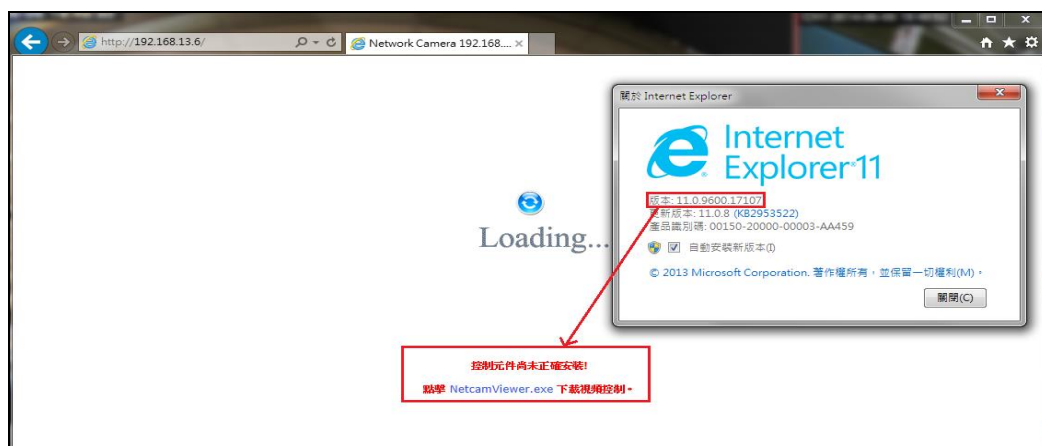 http://192.168.13.6/
Network Camera 192.168....
關於 Internet Explorer
Internet
Explorer®11
版本: 11.0.9600.17107
更新版本: 11.0.8 (KB2953522)
產品識別碼: 00150-20000-00003-AA459
自動安裝新版本(I)
© 2013 Microsoft Corporation. 著作權所有，並保留一切權利(M)。
關閉(C)
Loading...
控制元件尚未正確安裝!
點擊 NetcamViewer.exe 下載視頻控制。